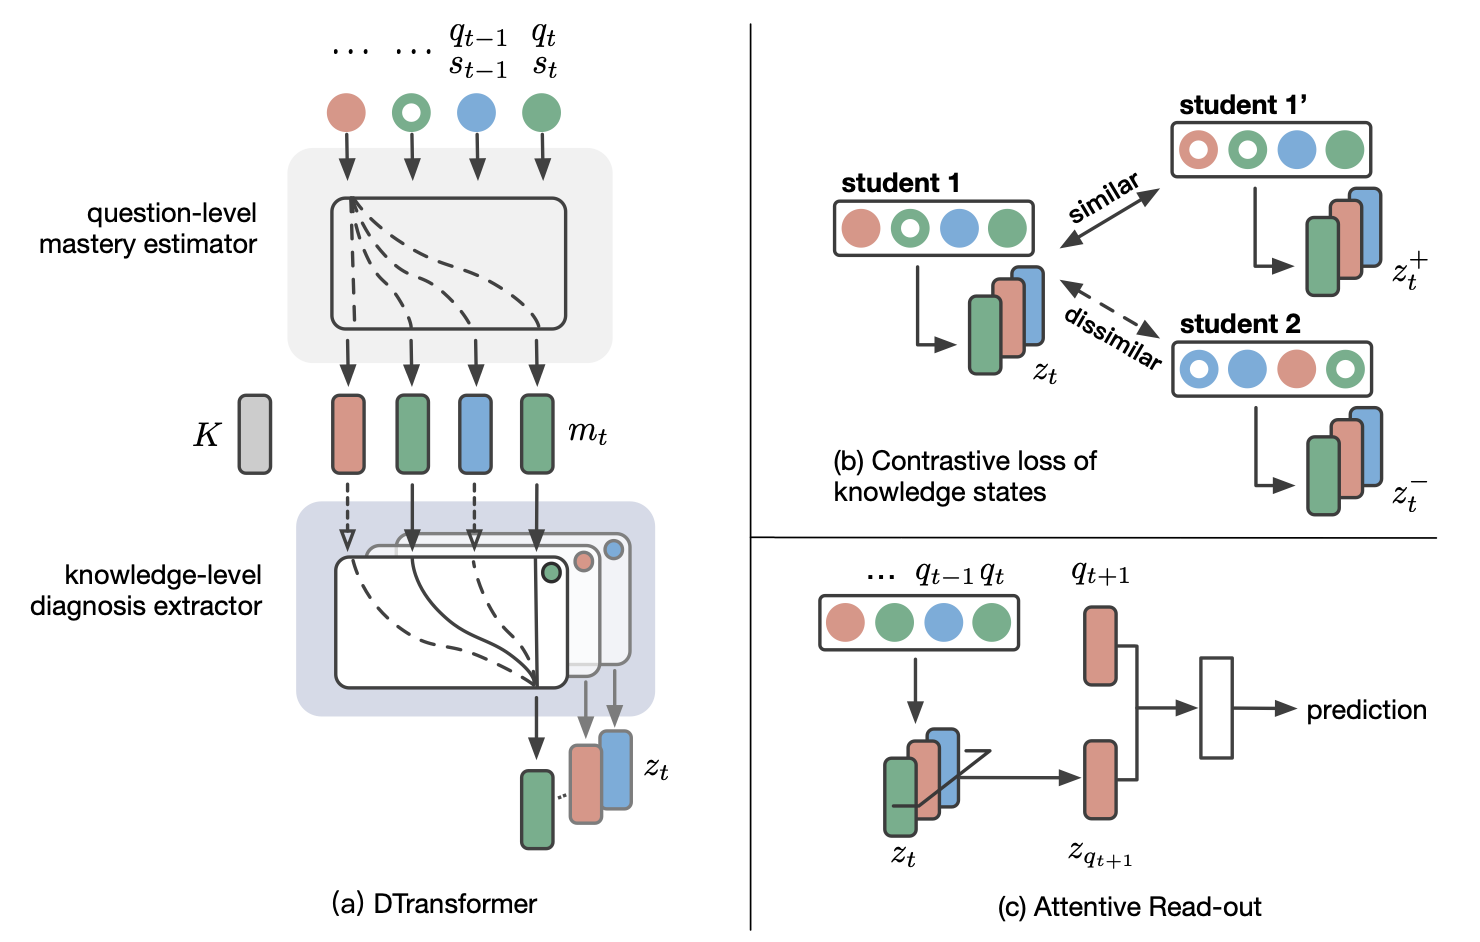 ... ... q_{t-1} q_t
s_{t-1} s_t
question-level
mastery estimator
K
m_t
knowledge-level
diagnosis extractor
z_t
(a) DTransformer
student 1
z_t
similar
dissimilar
student 1’
z_t^+
student 2
z_t^-
(b) Contrastive loss of
knowledge states
... q_{t-1} q_t
q_{t+1}
prediction
z_t
z_{q_{t+1}}
(c) Attentive Read-out